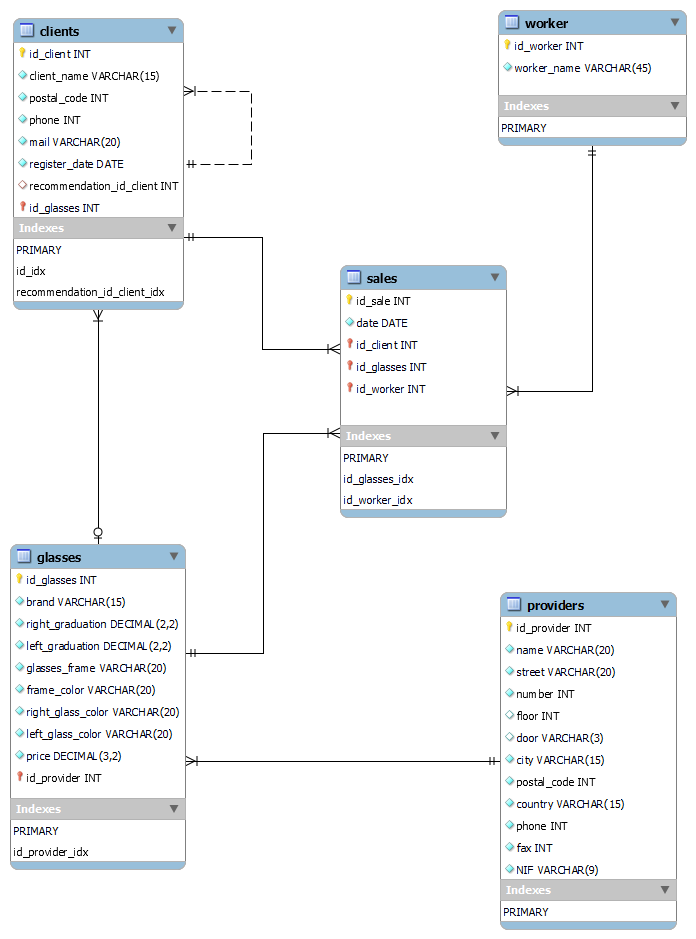 clients
id_client INT
client_name VARCHAR(15)
postal_code INT
phone INT
mail VARCHAR(20)
register_date DATE
recommendation_id_client INT
id_glasses INT
Indexes
PRIMARY
id_idx
recommendation_id_client_idx
worker
id_worker INT
worker_name VARCHAR(45)
Indexes
PRIMARY
sales
id_sale INT
date DATE
id_client INT
id_glasses INT
id_worker INT
Indexes
PRIMARY
id_glasses_idx
id_worker_idx
glasses
id_glasses INT
brand VARCHAR(15)
right_graduation DECIMAL(2,2)
left_graduation DECIMAL(2,2)
glasses_frame VARCHAR(20)
frame_color VARCHAR(20)
right_glass_color VARCHAR(20)
left_glass_color VARCHAR(20)
price DECIMAL(3,2)
id_provider INT
Indexes
PRIMARY
id_provider_idx
providers
id_provider INT
name VARCHAR(20)
street VARCHAR(20)
number INT
floor INT
door VARCHAR(3)
city VARCHAR(15)
postal_code INT
country VARCHAR(15)
phone INT
fax INT
NIF VARCHAR(9)
Indexes
PRIMARY